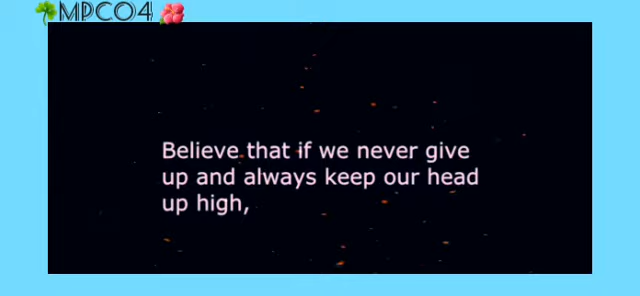 ☘️MPCO4🌺
Believe that if we never give
up and always keep our head
up high,